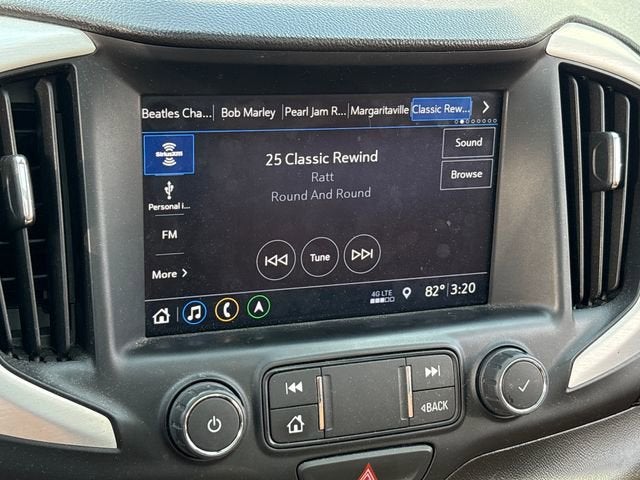 Beatles Cha... Bob Marley Pearl Jam R... Margaritaville Classic Rew...
SiriusXM
25 Classic Rewind
Ratt
Round And Round
Sound
Browse
Personal i...
FM
More
Tune
4G LTE
82° 3:20
BACK